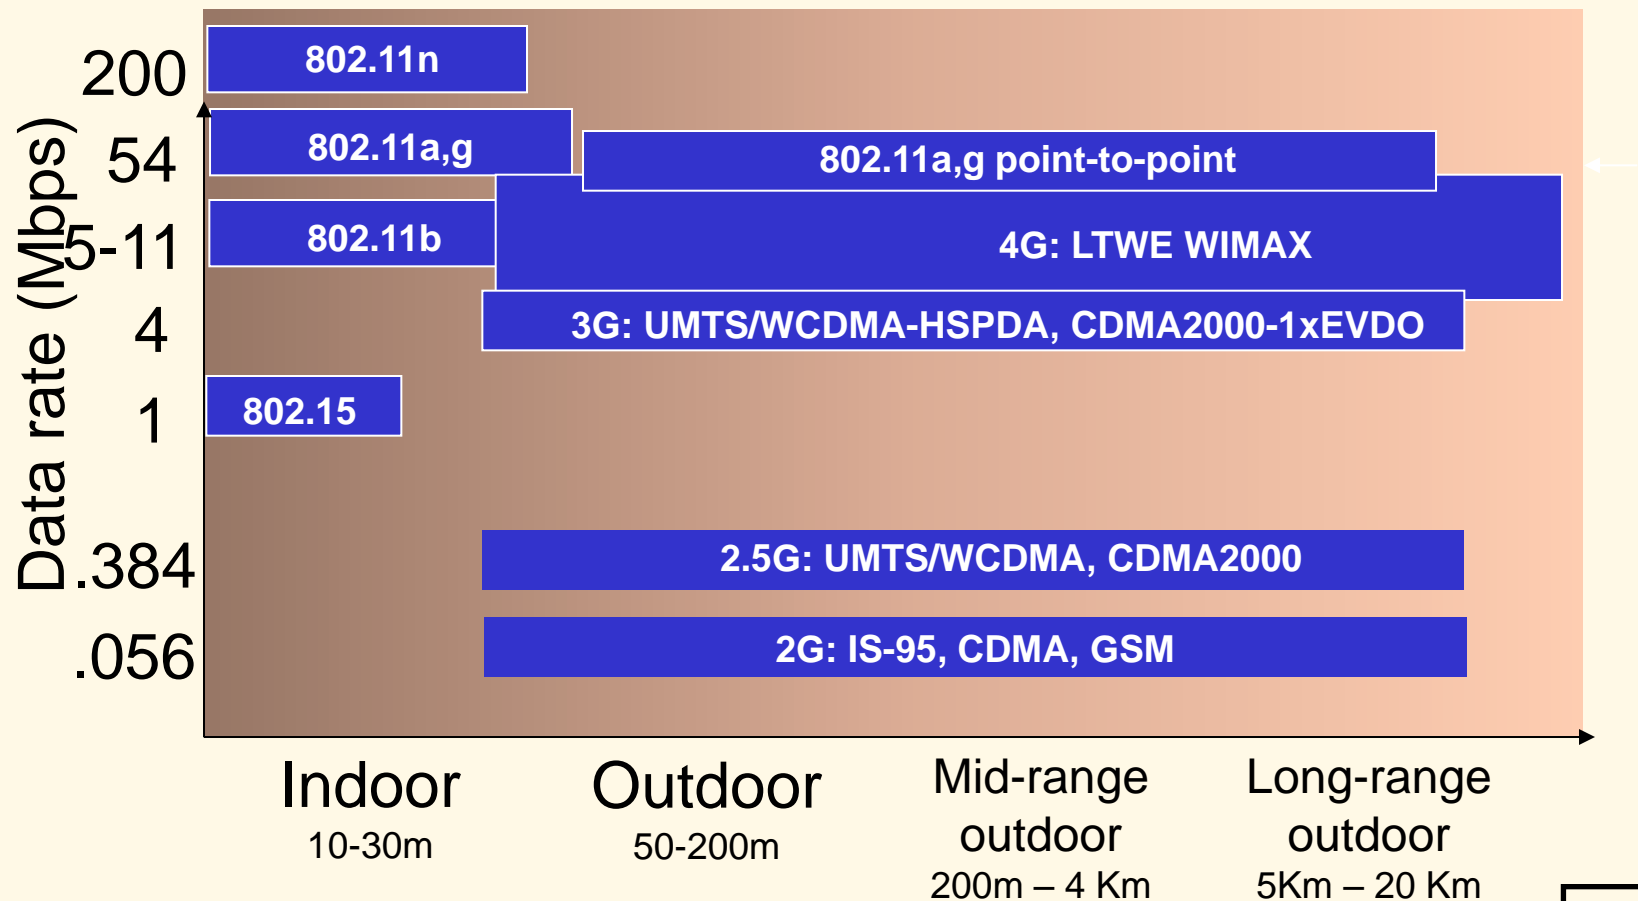 200
802.11n
54
802.11a,g
802.11a,g point-to-point
Data rate (Mbps)
5-11
802.11b
4G: LTWE WIMAX
4
3G: UMTS/WCDMA-HSPDA, CDMA2000-1xEVDO
1
802.15
.384
2.5G: UMTS/WCDMA, CDMA2000
.056
2G: IS-95, CDMA, GSM
Indoor
10-30m
Outdoor
50-200m
Mid-range
outdoor
200m – 4 Km
Long-range
outdoor
5Km – 20 Km